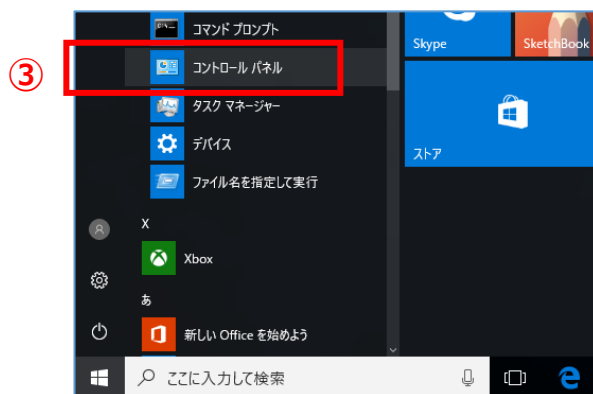 コマンド プロンプト
③
コントロール パネル
タスク マネージャー
デバイス
ファイル名を指定して実行
X
Xbox
あ
新しい Office を始めよう
ここに入力して検索
Skype
SketchBook
ストア